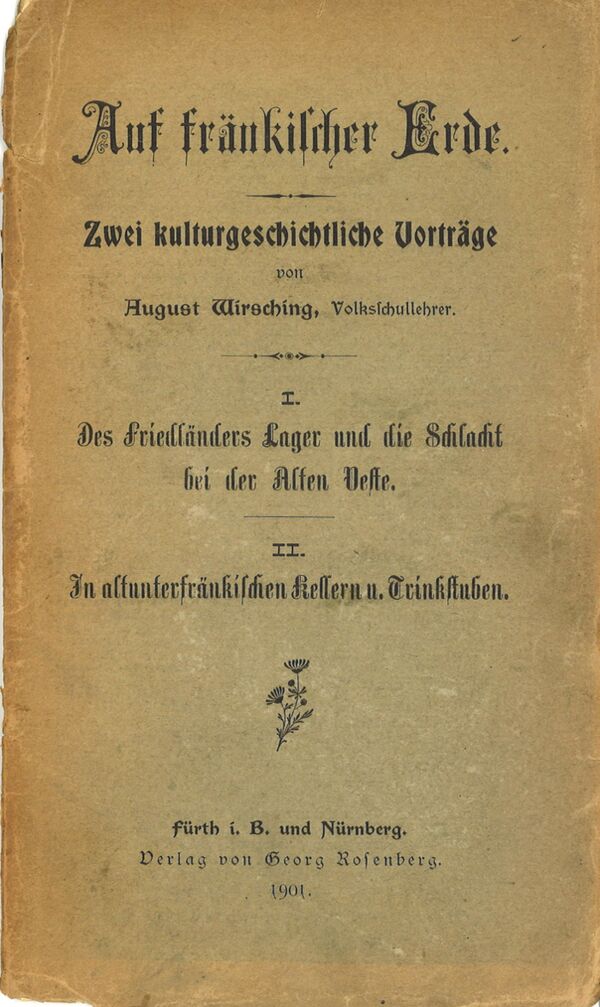 Auf fränkischer Erde.
Zwei kulturgeschichtliche Vorträge
von
August Wirsching, Volksschullehrer.
I.
Des Friedländers Lager und die Schlacht
bei der Alten Veste.
II.
In altunterfränkischen Kellern u. Trinkstuben.
Fürth i. B. und Nürnberg.
Verlag von Georg Rosenberg.
1901.